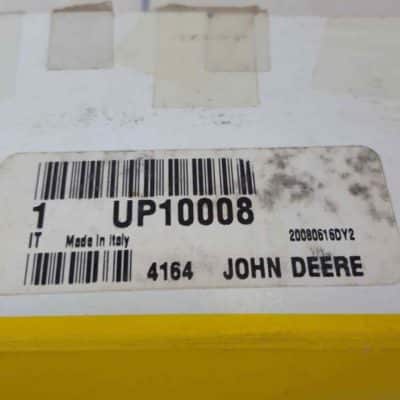 1 UP10008
IT Made in Italy 20080616DY2
4164 JOHN DEERE